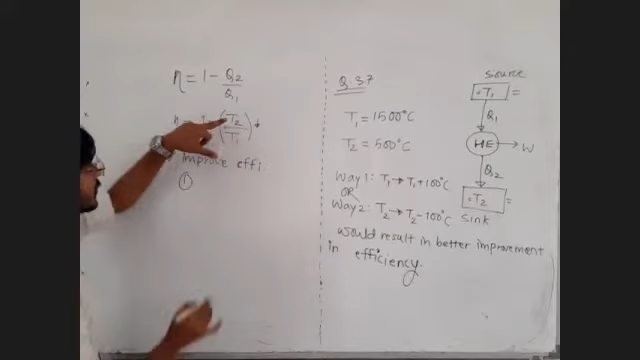 η = 1 - Q2/Q1
η = 1 - (T2/T1) ↓
improve effi
①
Q.37
T1 = 1500°C
T2 = 500°C
Way 1: T1 → T1 + 100°C
OR
Way 2: T2 → T2 - 100°C
would result in better improvement
in efficiency.
source
T1 =
Q1
HE → W
Q2
T2 =
sink